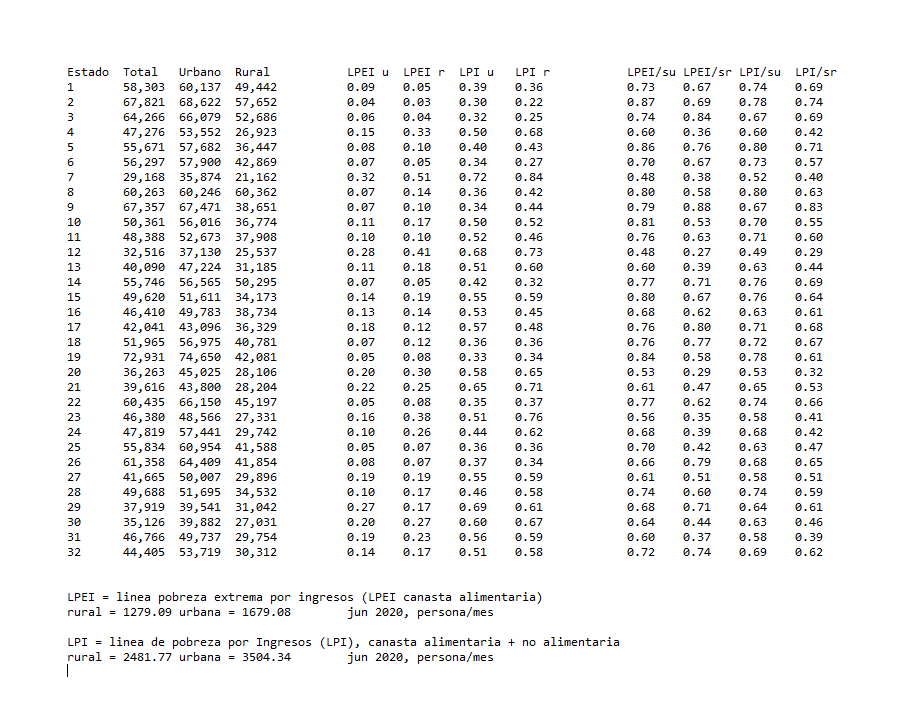 Estado Total Urbano Rural LPEI u LPEI r LPI u LPI r LPEI/su LPEI/sr LPI/su LPI/sr
1 58,303 60,137 49,442 0.09 0.05 0.39 0.36 0.73 0.67 0.74 0.69
2 67,821 68,622 57,652 0.04 0.03 0.30 0.22 0.87 0.69 0.78 0.74
3 64,266 66,079 52,686 0.06 0.04 0.32 0.25 0.74 0.84 0.67 0.69
4 47,276 53,552 26,923 0.15 0.33 0.50 0.68 0.60 0.36 0.60 0.42
5 55,671 57,682 36,447 0.08 0.10 0.40 0.43 0.86 0.76 0.80 0.71
6 56,297 57,900 42,869 0.07 0.05 0.34 0.27 0.70 0.67 0.73 0.57
7 29,168 35,874 21,162 0.32 0.51 0.72 0.84 0.48 0.38 0.52 0.40
8 60,263 60,246 60,362 0.07 0.14 0.36 0.42 0.80 0.58 0.80 0.63
9 67,357 67,471 38,651 0.07 0.10 0.34 0.44 0.79 0.88 0.67 0.83
10 50,361 56,016 36,774 0.11 0.17 0.50 0.52 0.81 0.53 0.70 0.55
11 48,388 52,673 37,908 0.10 0.10 0.52 0.46 0.76 0.63 0.71 0.60
12 32,516 37,130 25,537 0.28 0.41 0.68 0.73 0.48 0.27 0.49 0.29
13 40,090 47,224 31,185 0.11 0.18 0.51 0.60 0.60 0.39 0.63 0.44
14 55,746 56,565 50,295 0.07 0.05 0.42 0.32 0.77 0.71 0.76 0.69
15 49,620 51,611 34,173 0.14 0.19 0.55 0.59 0.80 0.67 0.76 0.64
16 46,410 49,783 38,734 0.13 0.14 0.53 0.45 0.68 0.62 0.63 0.61
17 42,041 43,096 36,329 0.18 0.12 0.57 0.48 0.76 0.80 0.71 0.68
18 51,965 56,975 40,781 0.07 0.12 0.36 0.36 0.76 0.77 0.72 0.67
19 72,931 74,650 42,081 0.05 0.08 0.33 0.34 0.84 0.58 0.78 0.61
20 36,263 45,025 28,106 0.20 0.30 0.58 0.65 0.53 0.29 0.53 0.32
21 39,616 43,800 28,204 0.22 0.25 0.65 0.71 0.61 0.47 0.65 0.53
22 60,435 66,150 45,197 0.05 0.08 0.35 0.37 0.77 0.62 0.74 0.66
23 46,380 48,566 27,331 0.16 0.38 0.51 0.76 0.56 0.35 0.58 0.41
24 47,819 57,441 29,742 0.10 0.26 0.44 0.62 0.68 0.39 0.68 0.42
25 55,834 60,954 41,588 0.05 0.07 0.36 0.36 0.70 0.42 0.63 0.47
26 61,358 64,409 41,854 0.08 0.07 0.37 0.34 0.66 0.79 0.68 0.65
27 41,665 50,007 29,896 0.19 0.19 0.55 0.59 0.61 0.51 0.58 0.51
28 49,688 51,695 34,532 0.10 0.17 0.46 0.58 0.74 0.60 0.74 0.59
29 37,919 39,541 31,042 0.27 0.17 0.69 0.61 0.68 0.71 0.64 0.61
30 35,126 39,882 27,031 0.20 0.27 0.60 0.67 0.64 0.44 0.63 0.46
31 46,766 49,737 29,754 0.19 0.23 0.56 0.59 0.60 0.37 0.58 0.39
32 44,405 53,719 30,312 0.14 0.17 0.51 0.58 0.72 0.74 0.69 0.62
LPEI = linea pobreza extrema por ingresos (LPEI canasta alimentaria)
rural = 1279.09 urbana = 1679.08 jun 2020, persona/mes
LPI = linea de pobreza por Ingresos (LPI), canasta alimentaria + no alimentaria
rural = 2481.77 urbana = 3504.34 jun 2020, persona/mes